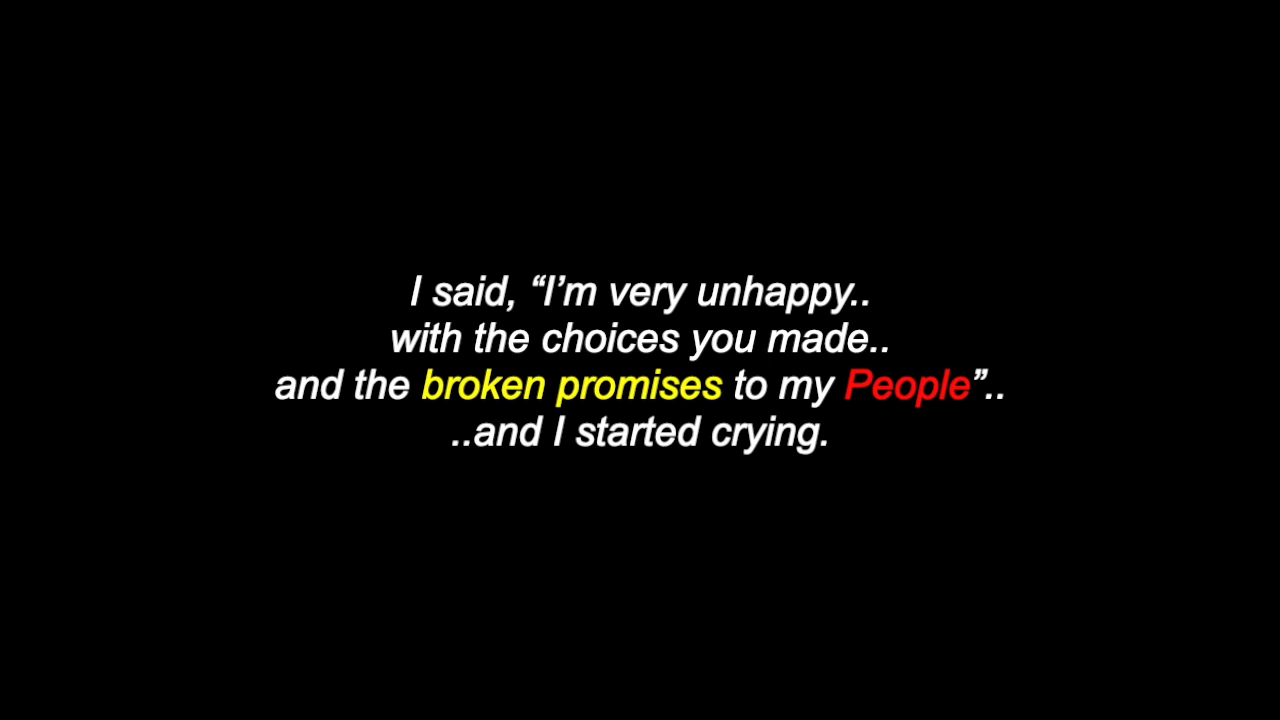 I said, “I’m very unhappy..
with the choices you made..
and the broken promises to my People”..
..and I started crying.